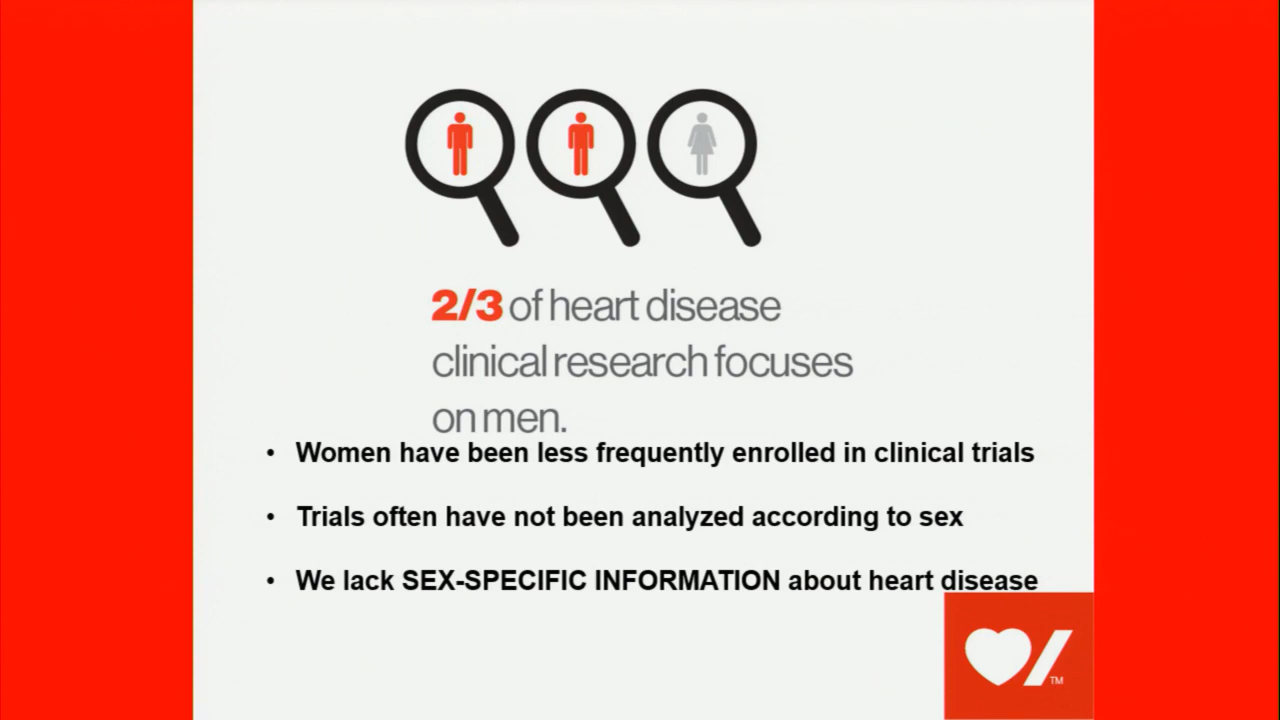 2/3 of heart disease
clinical research focuses
on men.
• Women have been less frequently enrolled in clinical trials
• Trials often have not been analyzed according to sex
• We lack SEX-SPECIFIC INFORMATION about heart disease
TM